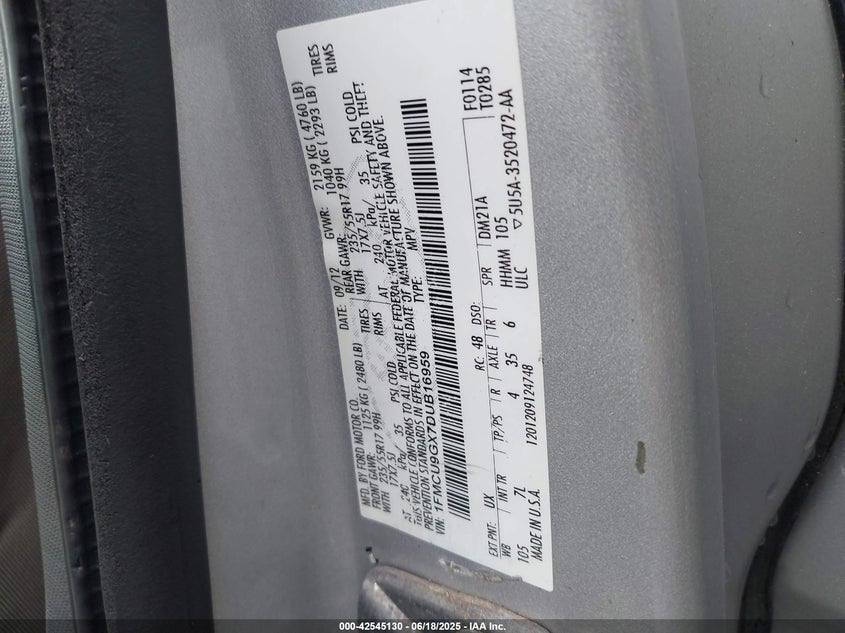 MFD. BY FORD MOTOR CO.
DATE: 09/12 GVWR: 2159 KG ( 4760 LB)
FRONT GAWR: 1125 KG ( 2480 LB) REAR GAWR: 1040 KG ( 2293 LB)
WITH 235/55R17 99H TIRES WITH 235/55R17 99H TIRES
17X7.5J RIMS 17X7.5J RIMS
AT 240 kPa/ 35 PSI COLD AT 240 kPa/ 35 PSI COLD
THIS VEHICLE CONFORMS TO ALL APPLICABLE FEDERAL MOTOR VEHICLE SAFETY AND THEFT
PREVENTION STANDARDS IN EFFECT ON THE DATE OF MANUFACTURE SHOWN ABOVE.
VIN: 1FMCU9GX7DUB16959 TYPE: MPV
F0114
T0285
EXT PNT: UX RC: 48 DSO:
WB INT TR TP/PS R AXLE TR SPR DM21A
105 7L 4 35 6 HHMM 105
MADE IN U.S.A. 1201209124748 ULC ▽5U5A-3520472-AA
000-42545130 - 06/18/2025 - IAA Inc.